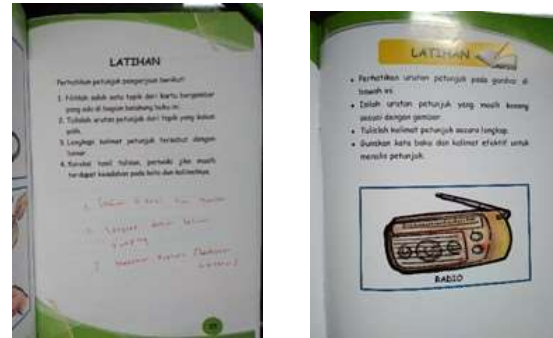 LATIHAN
Perhatikan petunjuk pengerjaan berikut!
1. Pilihlah salah satu topik dari kartu bergambar
yang ada di bagian belakang buku ini.
2. Tulislah urutan petunjuk dari topik yang kalian
pilih.
3. Lengkapi kalimat petunjuk tersebut dengan
4. Koreksi hasil tulisan, perbaiki jika masih
terdapat kesalahan pada kata dan kalimatnya.
LATIHAN
• Perhatikan urutan petunjuk pada gambar di
bawah ini.
• Isilah urutan petunjuk yang masih kosong
sesuai dengan gambar.
• Tulislah kalimat petunjuk secara lengkap.
• Gunakan kata baku dan kalimat efektif untuk
menulis petunjuk.
RADIO